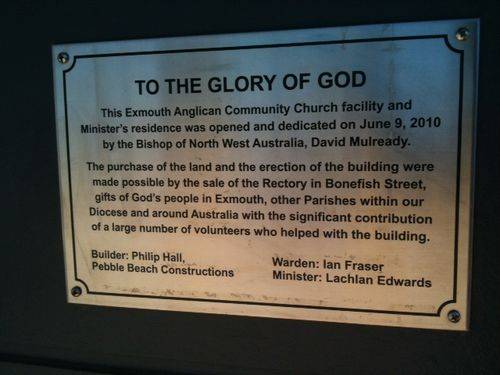 TO THE GLORY OF GOD
This Exmouth Anglican Community Church facility and
Minister's residence was opened and dedicated on June 9, 2010
by the Bishop of North West Australia, David Mulready.
The purchase of the land and the erection of the building were
made possible by the sale of the Rectory in Bonefish Street,
gifts of God's people in Exmouth, other Parishes within our
Diocese and around Australia with the significant contribution
of a large number of volunteers who helped with the building.
Builder: Philip Hall,
Pebble Beach Constructions
Warden: Ian Fraser
Minister: Lachlan Edwards